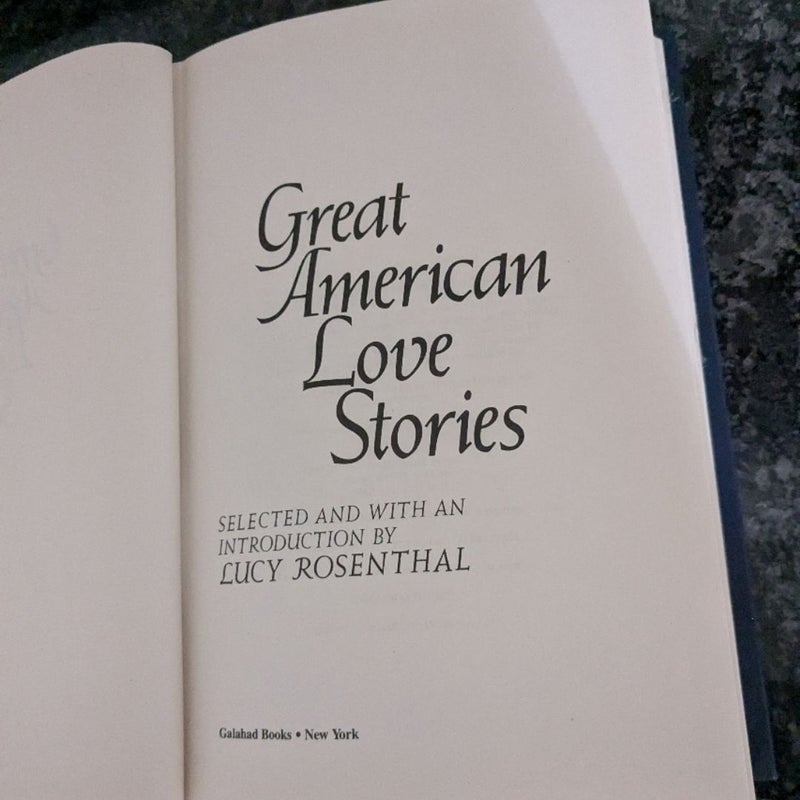 Great
American
Love
Stories
SELECTED AND WITH AN
INTRODUCTION BY
LUCY ROSENTHAL
Galahad Books • New York